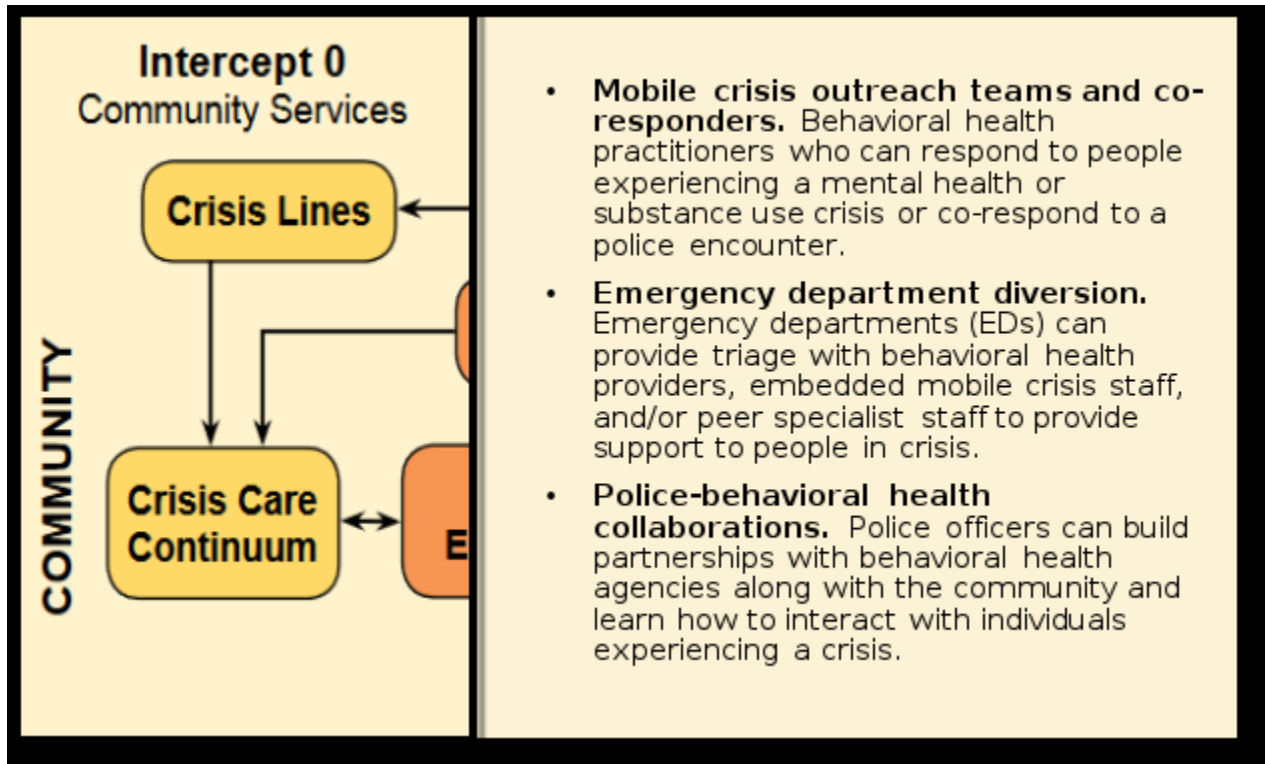 Intercept 0
Community Services
Crisis Lines
COMMUNITY
Crisis Care
Continuum
E
• Mobile crisis outreach teams and co-
responders. Behavioral health
practitioners who can respond to people
experiencing a mental health or
substance use crisis or co-respond to a
police encounter.
• Emergency department diversion.
Emergency departments (EDs) can
provide triage with behavioral health
providers, embedded mobile crisis staff,
and/or peer specialist staff to provide
support to people in crisis.
• Police-behavioral health
collaborations. Police officers can build
partnerships with behavioral health
agencies along with the community and
learn how to interact with individuals
experiencing a crisis.